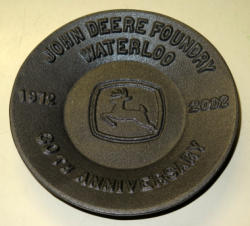 JOHN DEERE FOUNDRY
WATERLOO
1972 2002
30TH ANNIVERSARY